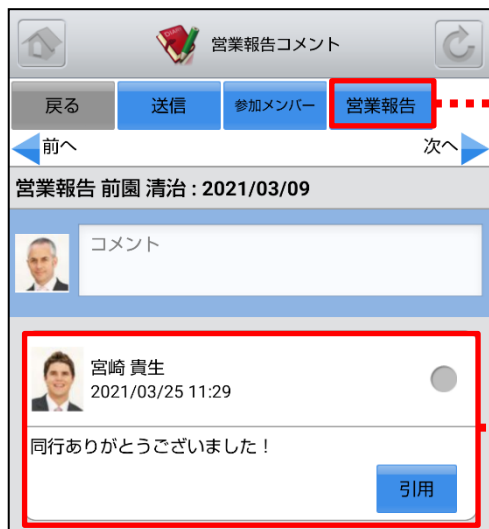 営業報告コメント
戻る 送信 参加メンバー 営業報告
前へ 次へ
営業報告 前園 清治 : 2021/03/09
コメント
宮崎 貴生
2021/03/25 11:29
同行ありがとうございました！
引用